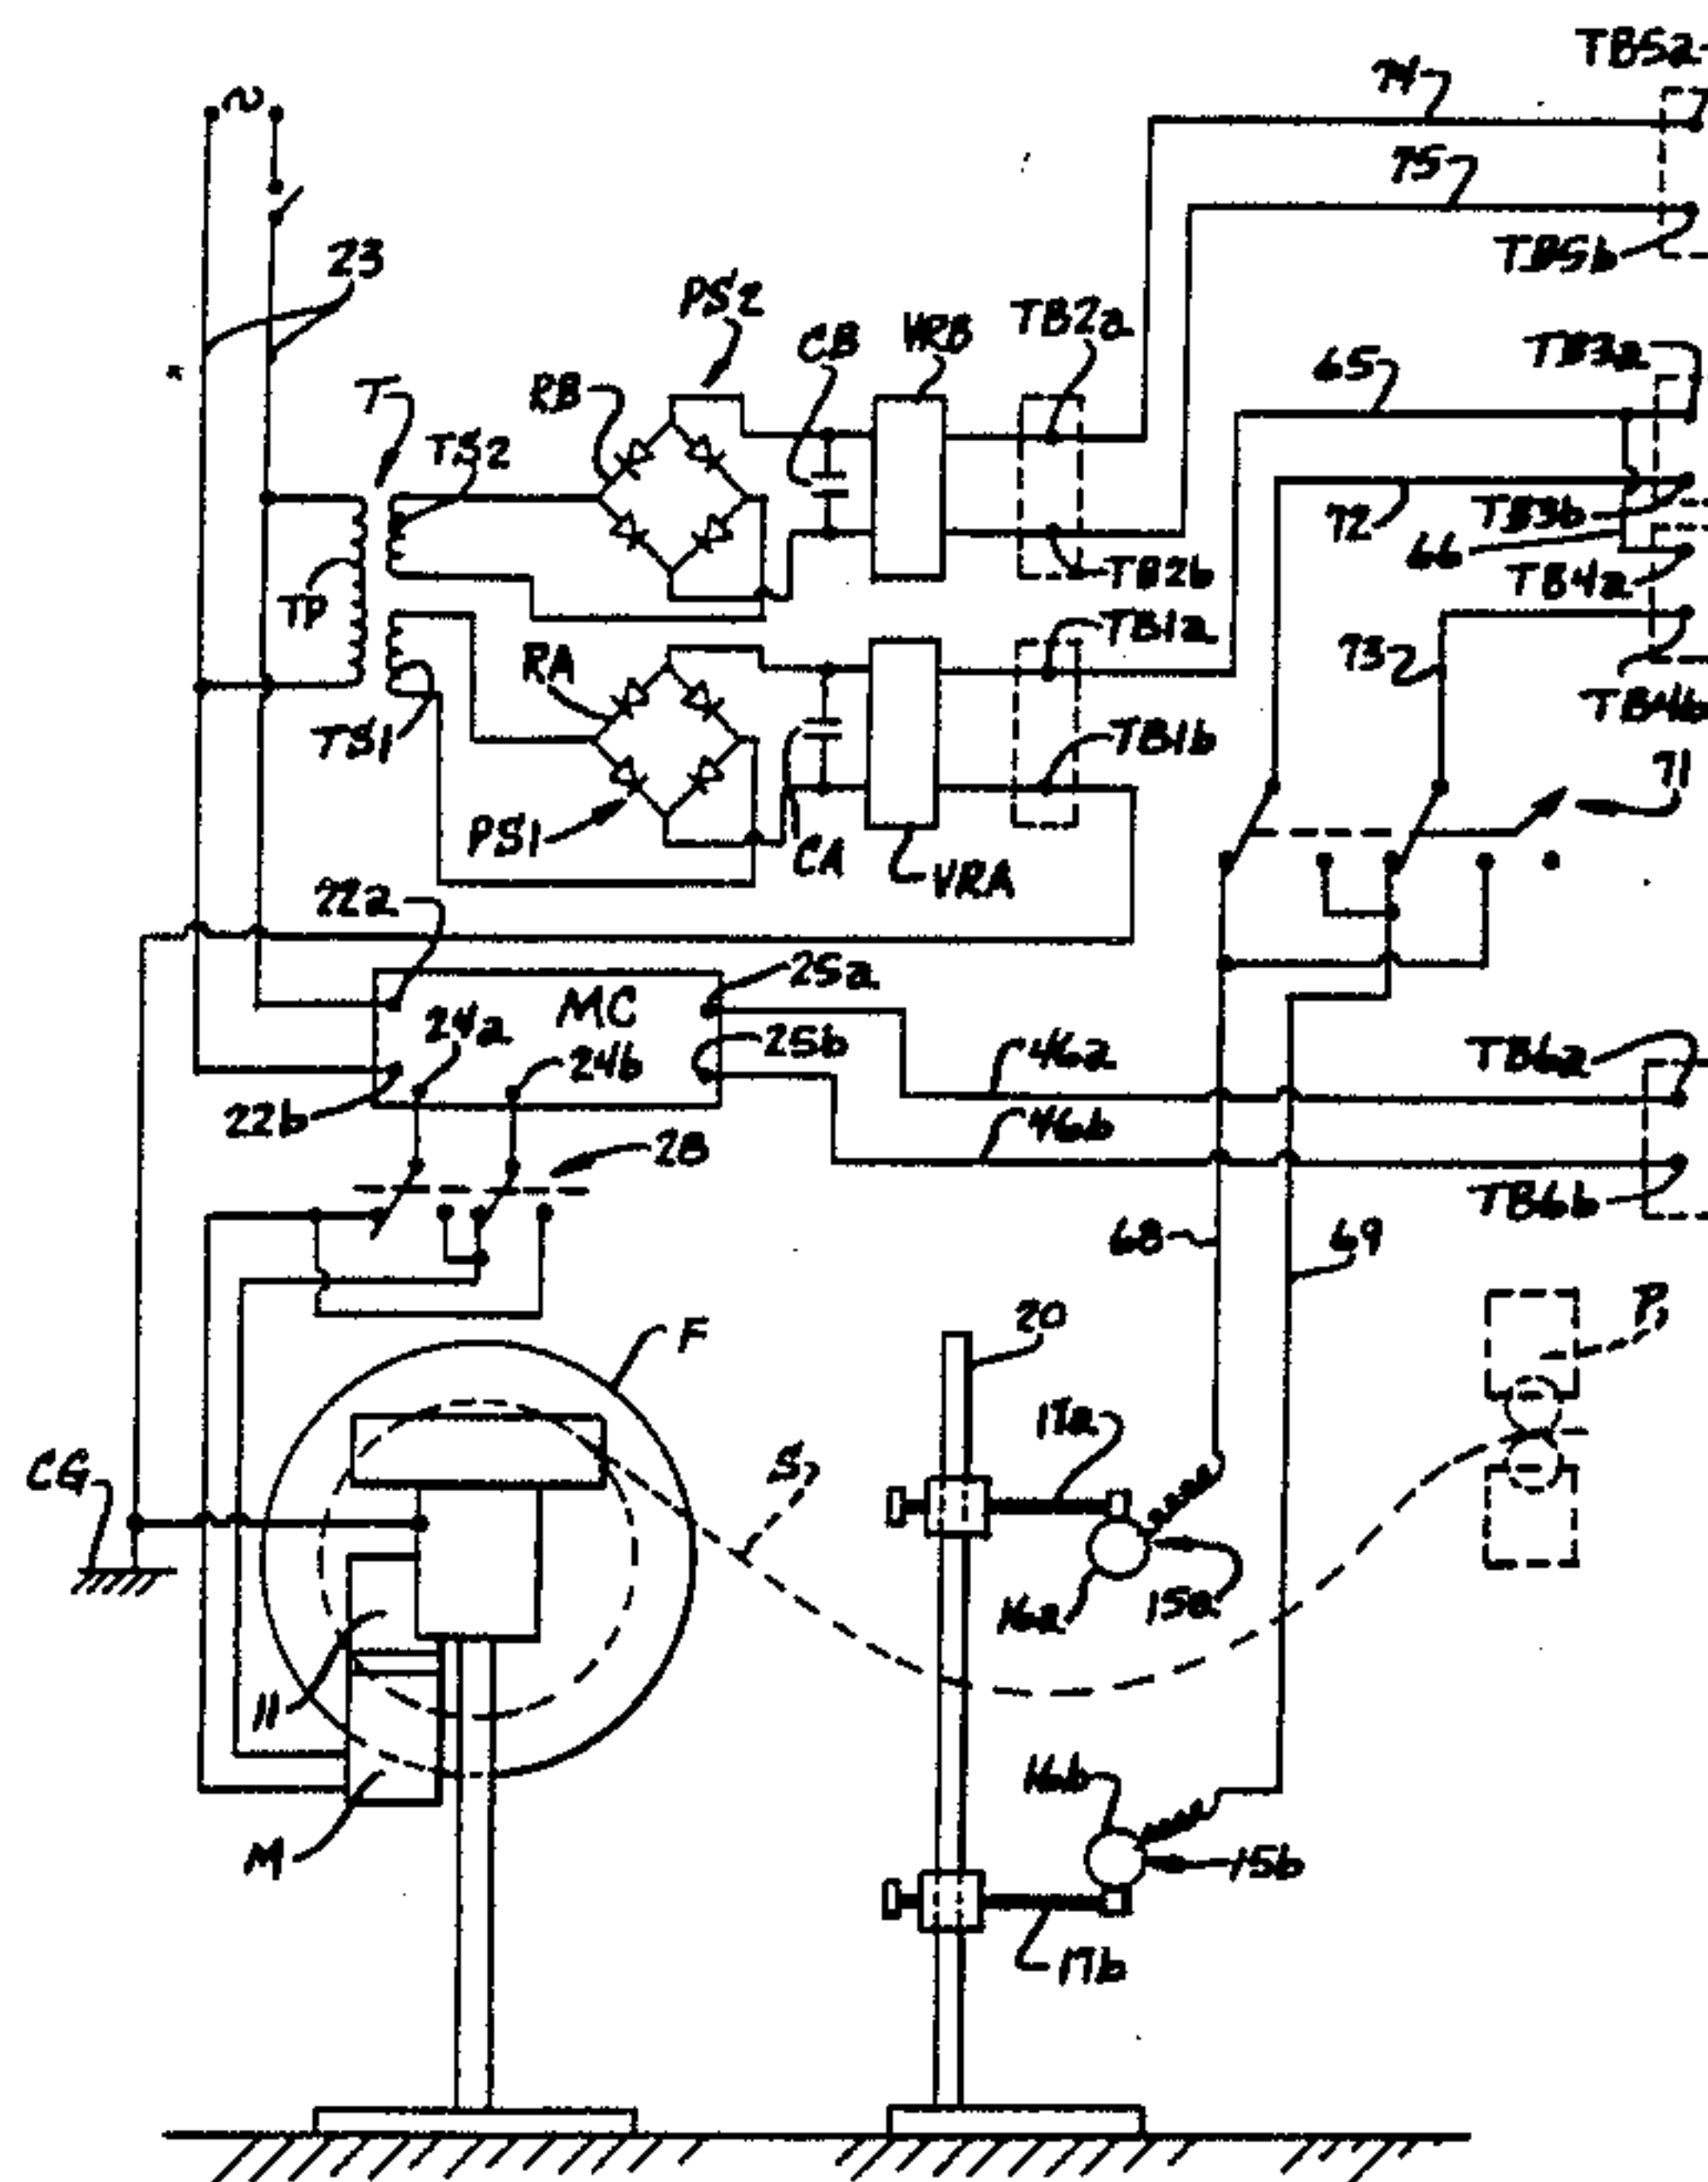 TB5a
74
~
75
23
TB5b
PS2
TB2a
CB
VRB
TB3a
65
T
RB
TS2
72
TB3b
66
TB2b
TB4a
TP
TB1a
RA
73
TS1
TB4b
TB1b
71
PS1
CA
VRA
22a
25a
MC
24a
25b
46a
TB6a
24b
22b
46b
28
TB6b
68
69
20
P
F
17a
CG
S
16a
15a
11
16b
M
15b
17b